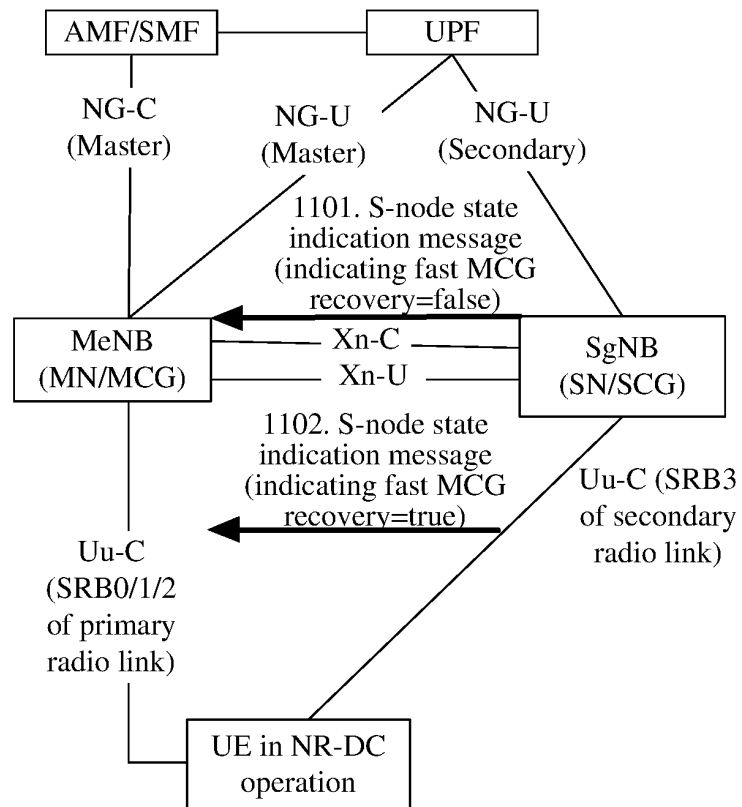 AMF/SMF
UPF
NG-C
(Master)
NG-U
(Master)
NG-U
(Secondary)
1101. S-node state
indication message
(indicating fast MCG
recovery=false)
MeNB
(MN/MCG)
Xn-C
Xn-U
SgNB
(SN/SCG)
1102. S-node state
indication message
(indicating fast MCG
recovery=true)
Uu-C (SRB3
of secondary
radio link)
Uu-C
(SRB0/1/2
of primary
radio link)
UE in NR-DC
operation